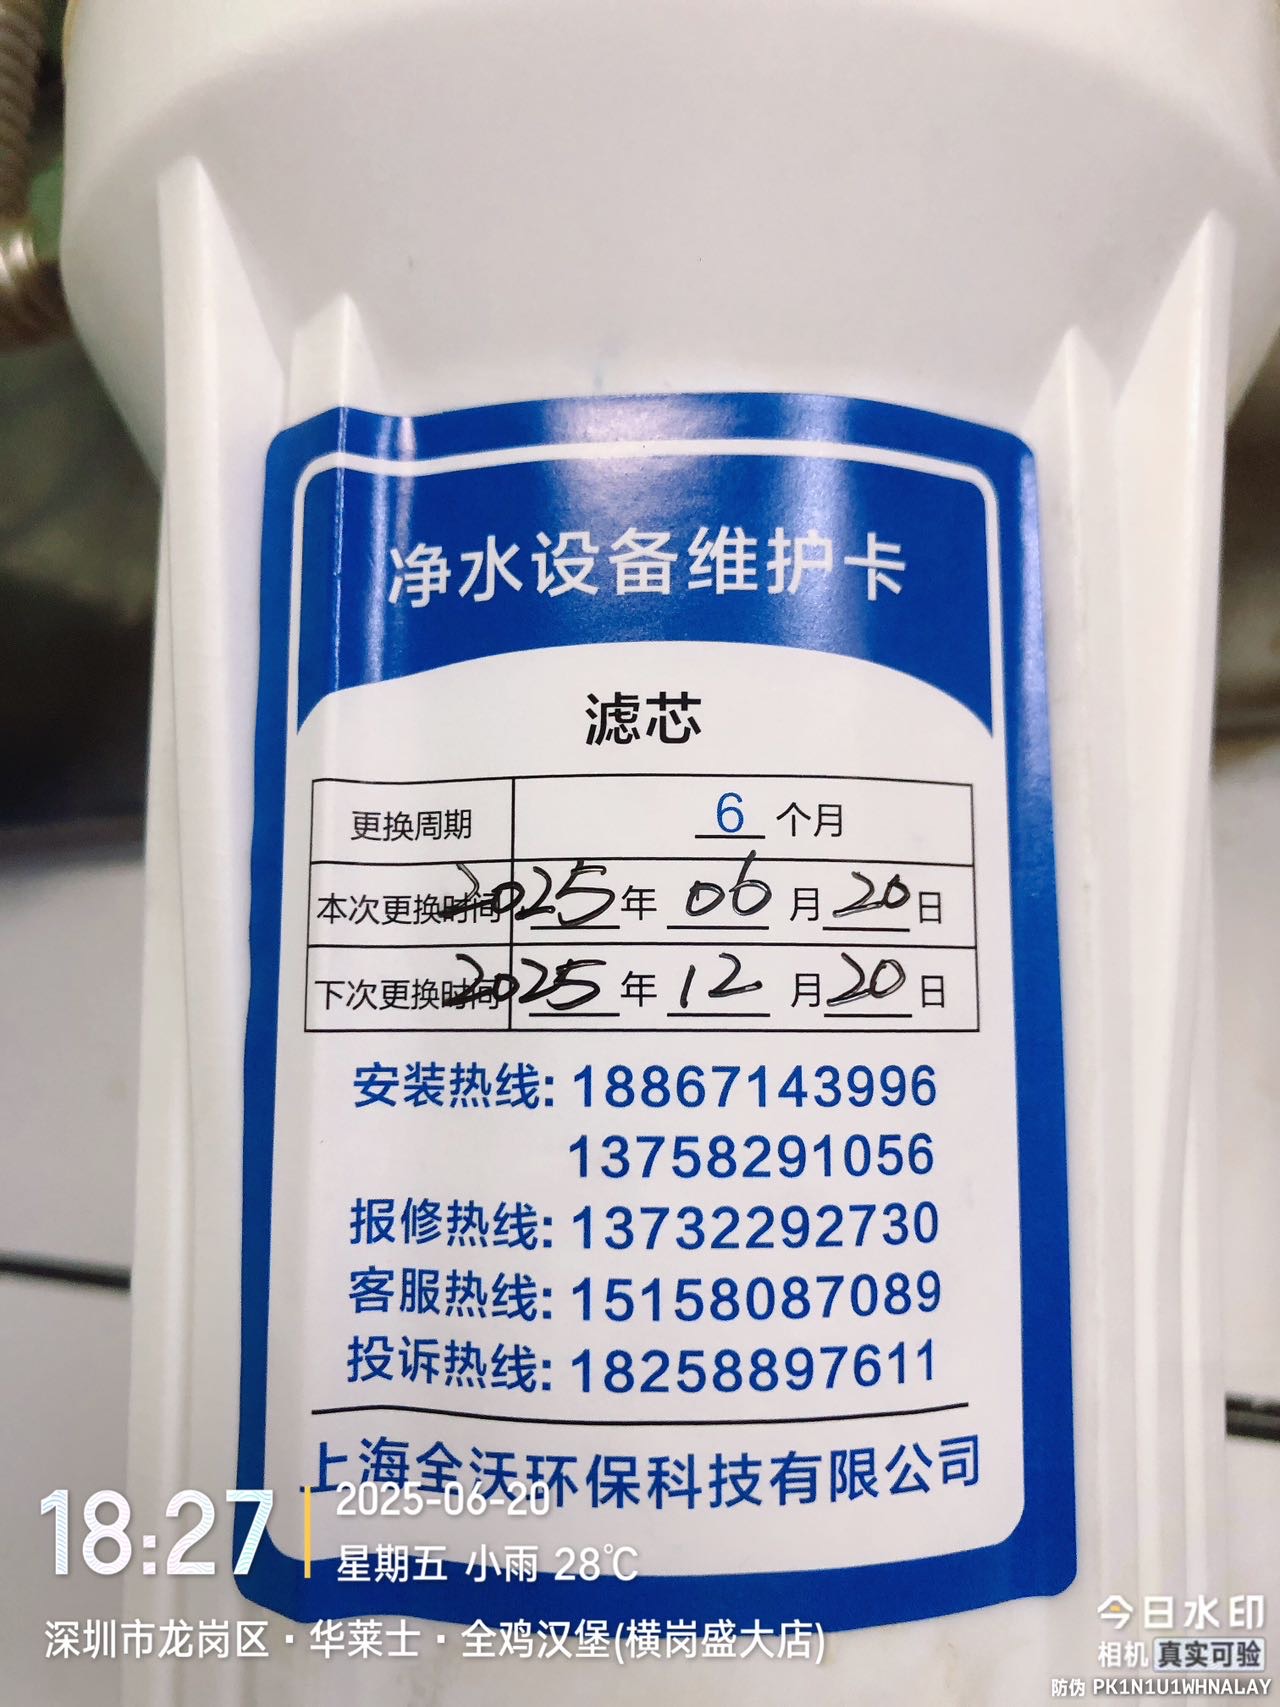 净水设备维护卡
滤芯
更换周期 6 个月
本次更换时间 2025 年 06 月 20 日
下次更换时间 2025 年 12 月 20 日
安装热线: 18867143996
13758291056
报修热线: 13732292730
客服热线: 15158087089
投诉热线: 18258897611
上海全沃环保科技有限公司
18:27
2025-06-20
星期五 小雨 28℃
深圳市龙岗区·华莱士·全鸡汉堡(横岗盛大店)
今日水印
相机 真实可验
防伪 PK1N1U1WHNALAY